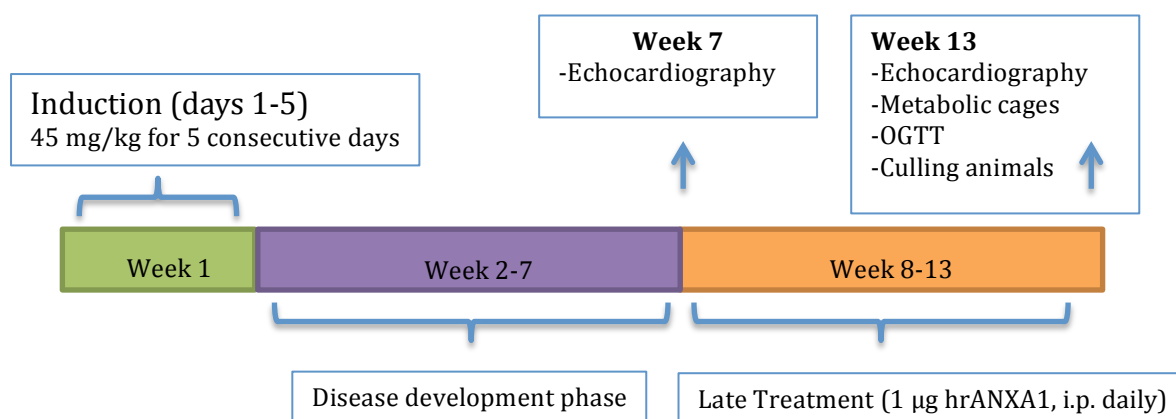 Week 7
-Echocardiography
Week 13
-Echocardiography
-Metabolic cages
-OGTT
-Culling animals
Induction (days 1-5)
45 mg/kg for 5 consecutive days
Week 1
Week 2-7
Week 8-13
Disease development phase
Late Treatment (1 µg hrANXA1, i.p. daily)